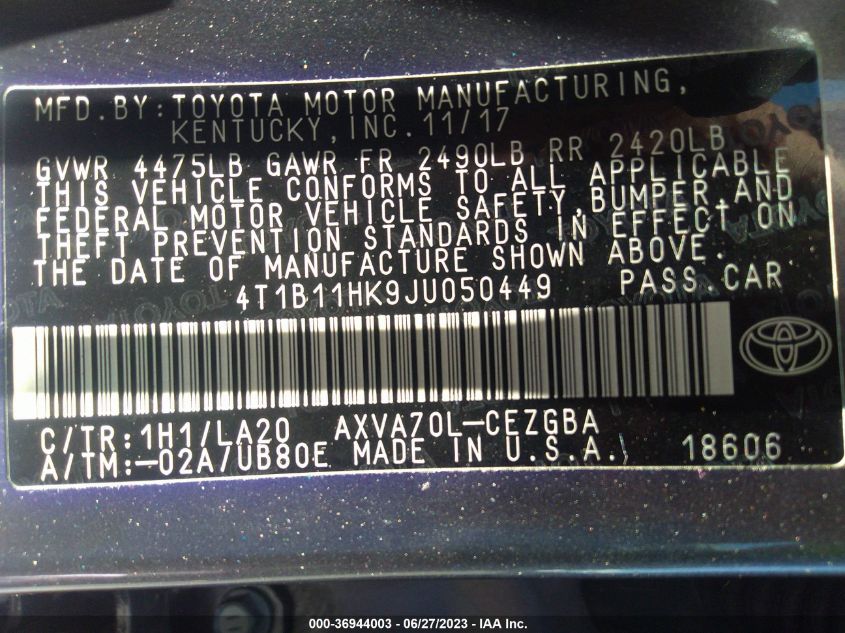 MFD.BY:TOYOTA MOTOR MANUFACTURING,
KENTUCKY,INC.11/17
GVWR 4475LB GAWR FR 2490LB RR 2420LB
THIS VEHICLE CONFORMS TO ALL APPLICABLE
FEDERAL MOTOR VEHICLE SAFETY,BUMPER,AND
THEFT PREVENTION STANDARDS IN EFFECT ON
THE DATE OF MANUFACTURE SHOWN ABOVE.
4T1B11HK9JU050449 PASS.CAR
C/TR:1H1/LA20 AXVA70L-CEZGBA
A/TM:-02A/UB80E MADE IN U.S.A. 18606
000-36944003 - 06/27/2023 - IAA Inc.